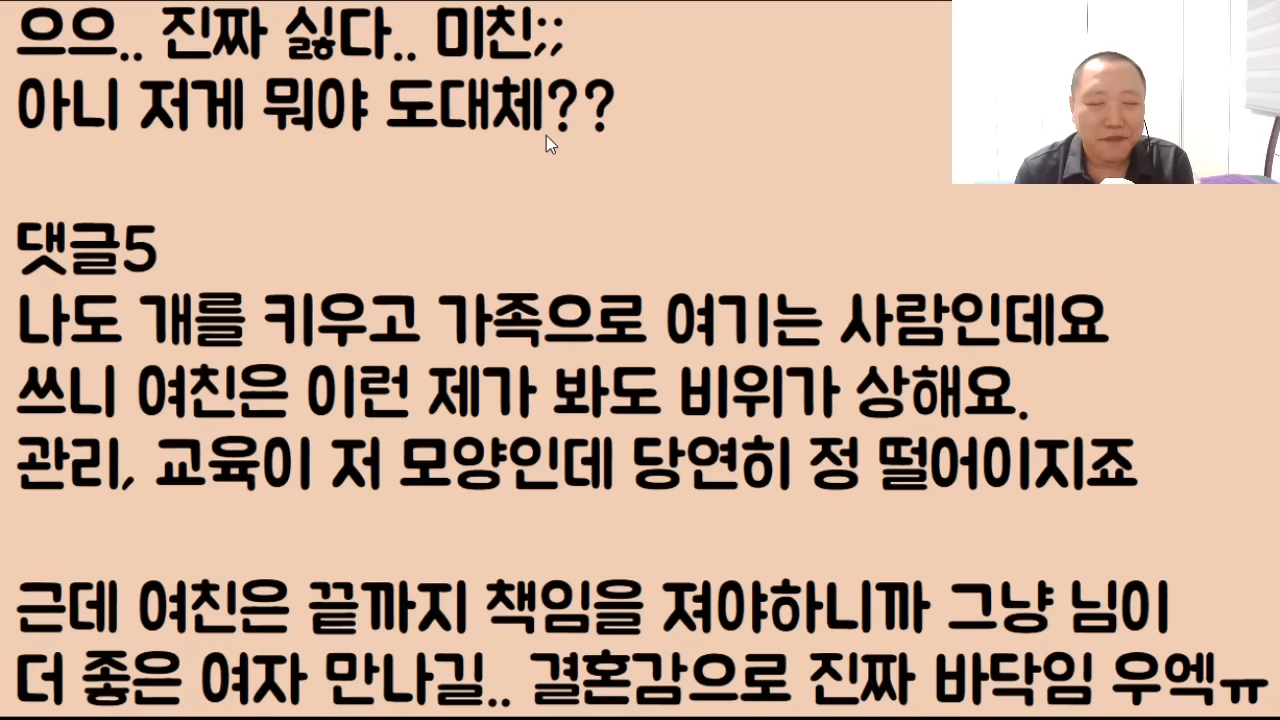 으으.. 진짜 싫다.. 미친;;
아니 저게 뭐야 도대체??
댓글5
나도 개를 키우고 가족으로 여기는 사람인데요
쓰니 여친은 이런 제가 봐도 비위가 상해요.
관리, 교육이 저 모양인데 당연히 정 떨어이지죠
근데 여친은 끝까지 책임을 져야하니까 그냥 님이
더 좋은 여자 만나길.. 결혼감으로 진짜 바닥임 우엑ㅠ